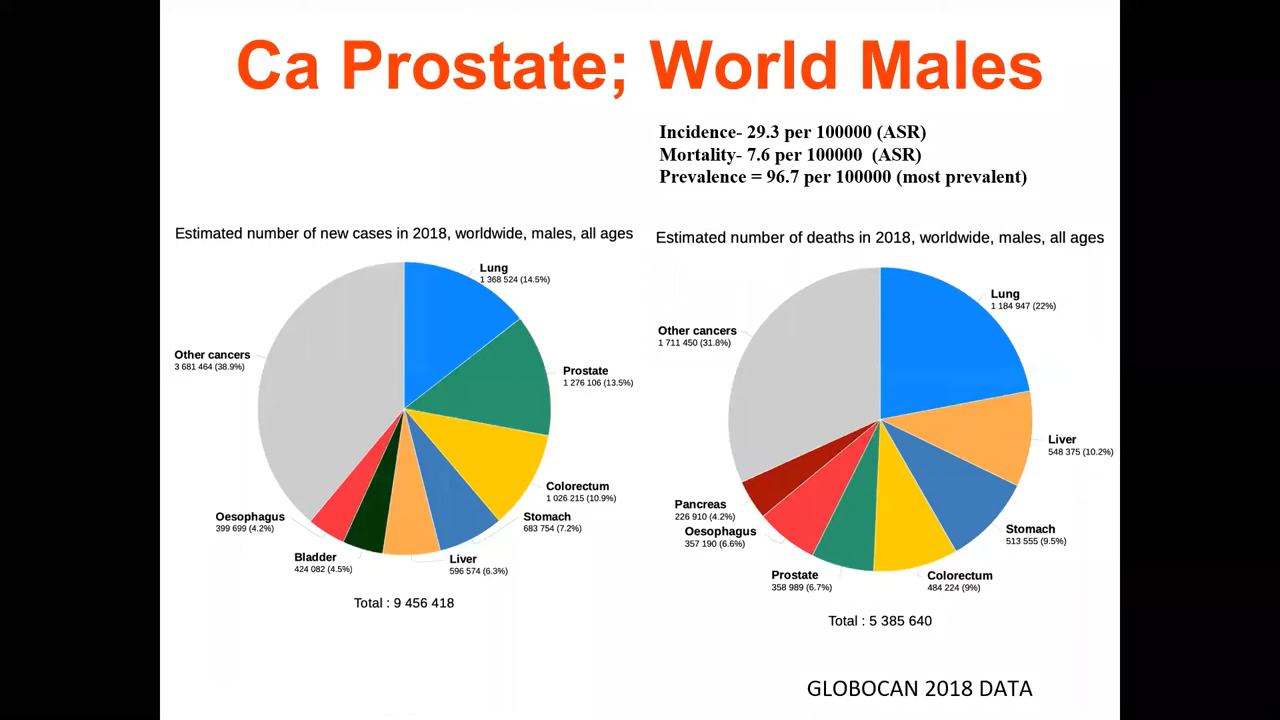 Ca Prostate; World Males
Incidence- 29.3 per 100000 (ASR)
Mortality- 7.6 per 100000 (ASR)
Prevalence = 96.7 per 100000 (most prevalent)
Estimated number of new cases in 2018, worldwide, males, all ages
Lung
1 368 524 (14.5%)
Prostate
1 276 106 (13.5%)
Colorectum
1 026 215 (10.9%)
Stomach
683 754 (7.2%)
Liver
596 574 (6.3%)
Bladder
424 082 (4.5%)
Oesophagus
399 699 (4.2%)
Other cancers
3 681 464 (38.9%)
Total : 9 456 418
Estimated number of deaths in 2018, worldwide, males, all ages
Lung
1 184 947 (22%)
Liver
548 375 (10.2%)
Stomach
513 555 (9.5%)
Colorectum
484 224 (9%)
Prostate
358 989 (6.7%)
Oesophagus
357 190 (6.6%)
Pancreas
226 910 (4.2%)
Other cancers
1 711 450 (31.8%)
Total : 5 385 640
GLOBOCAN 2018 DATA